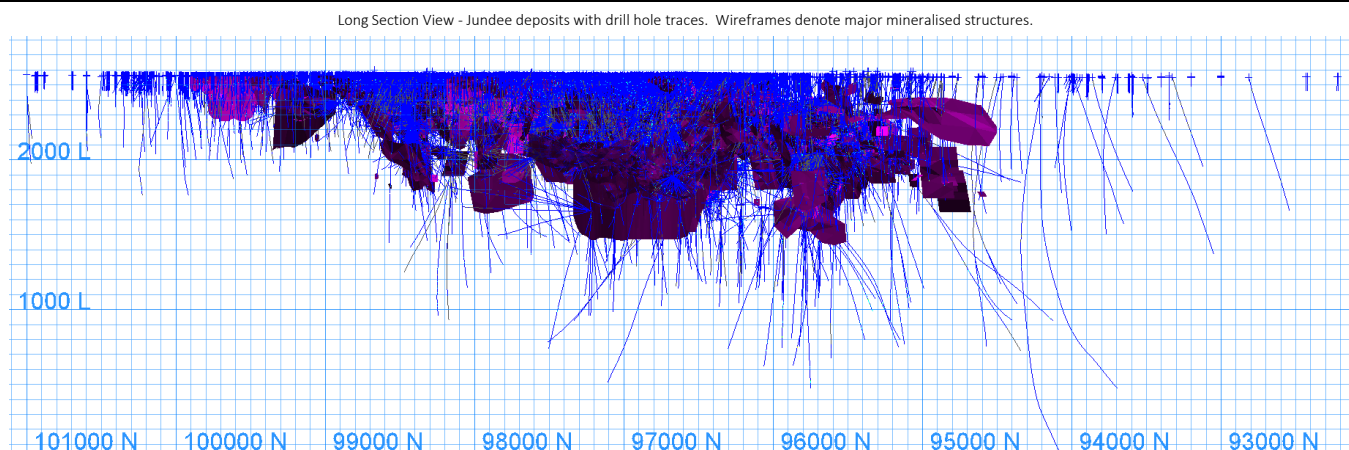 Long Section View - Jundee deposits with drill hole traces.  Wireframes denote major mineralised structures.
2000 L
1000 L
101000 N 100000 N 99000 N 98000 N 97000 N 96000 N 95000 N 94000 N 93000 N